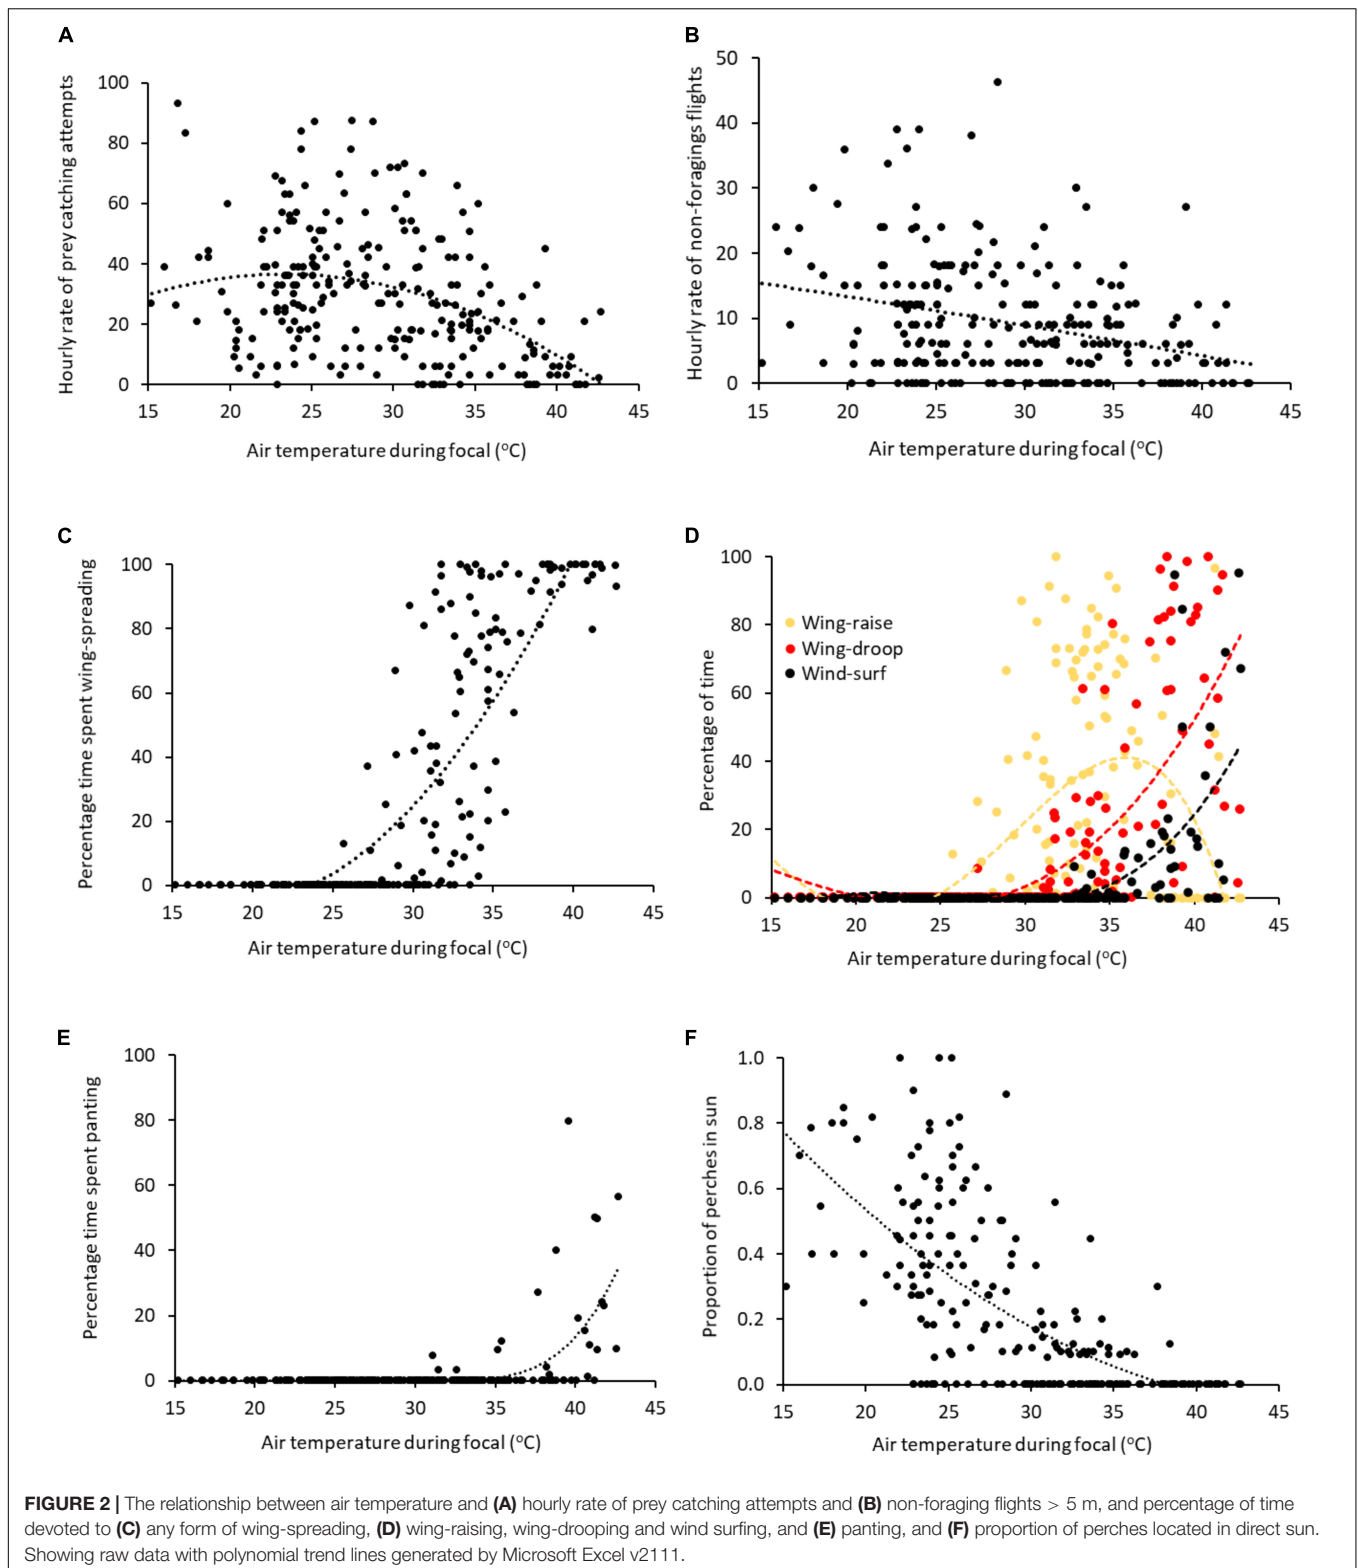 A
Hourly rate of prey catching attempts
100
80
60
40
20
0
15 20 25 30 35 40 45
Air temperature during focal (°C)
B
Hourly rate of non-foragings flights
50
40
30
20
10
0
15 20 25 30 35 40 45
Air temperature during focal (°C)
C
Percentage time spent wing-spreading
100
80
60
40
20
0
15 20 25 30 35 40 45
Air temperature during focal (°C)
D
Percentage of time
100
80
60
40
20
0
Wing-raise
Wing-droop
Wind-surf
15 20 25 30 35 40 45
Air temperature during focal (°C)
E
Percentage time spent panting
100
80
60
40
20
0
15 20 25 30 35 40 45
Air temperature during focal (°C)
F
Proportion of perches in sun
1.0
0.8
0.6
0.4
0.2
0.0
15 20 25 30 35 40 45
Air temperature during focal (°C)
FIGURE 2 | The relationship between air temperature and (A) hourly rate of prey catching attempts and (B) non-foraging flights > 5 m, and percentage of time
devoted to (C) any form of wing-spreading, (D) wing-raising, wing-drooping and wind surfing, and (E) panting, and (F) proportion of perches located in direct sun.
Showing raw data with polynomial trend lines generated by Microsoft Excel v2111.